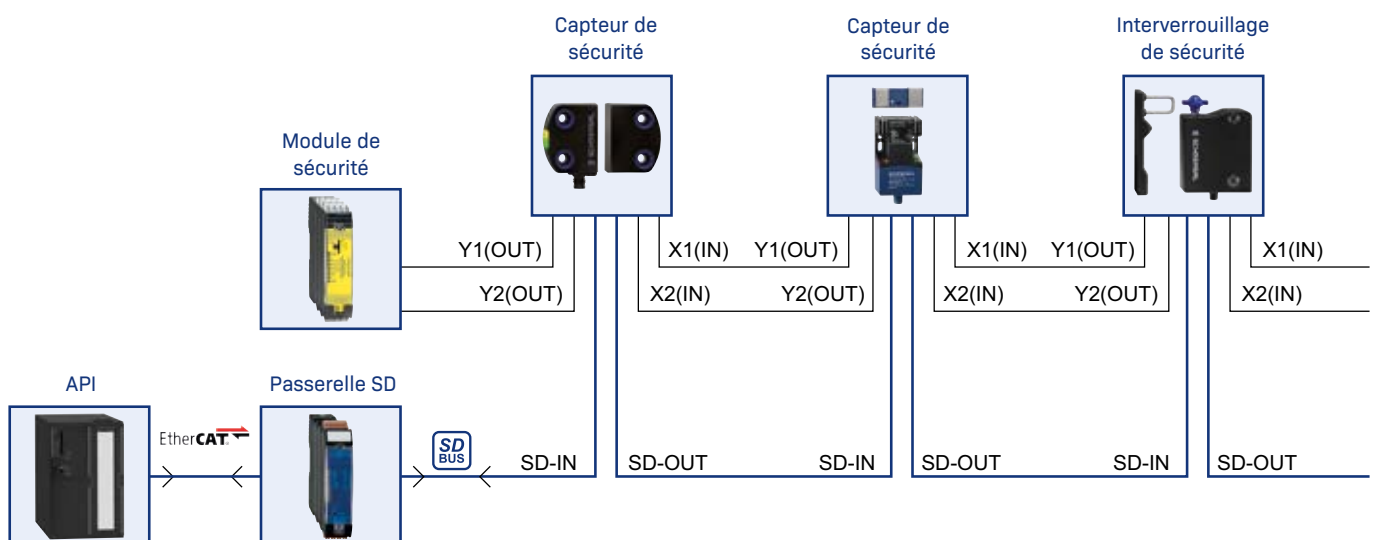 Capteur de
sécurité
Capteur de
sécurité
Interverrouillage
de sécurité
Module de
sécurité
Y1(OUT)
X1(IN)
Y1(OUT)
X1(IN)
Y1(OUT)
X1(IN)
Y2(OUT)
X2(IN)
Y2(OUT)
X2(IN)
Y2(OUT)
X2(IN)
API
Passerelle SD
EtherCAT.
SD
BUS
SD-IN
SD-OUT
SD-IN
SD-OUT
SD-IN
SD-OUT